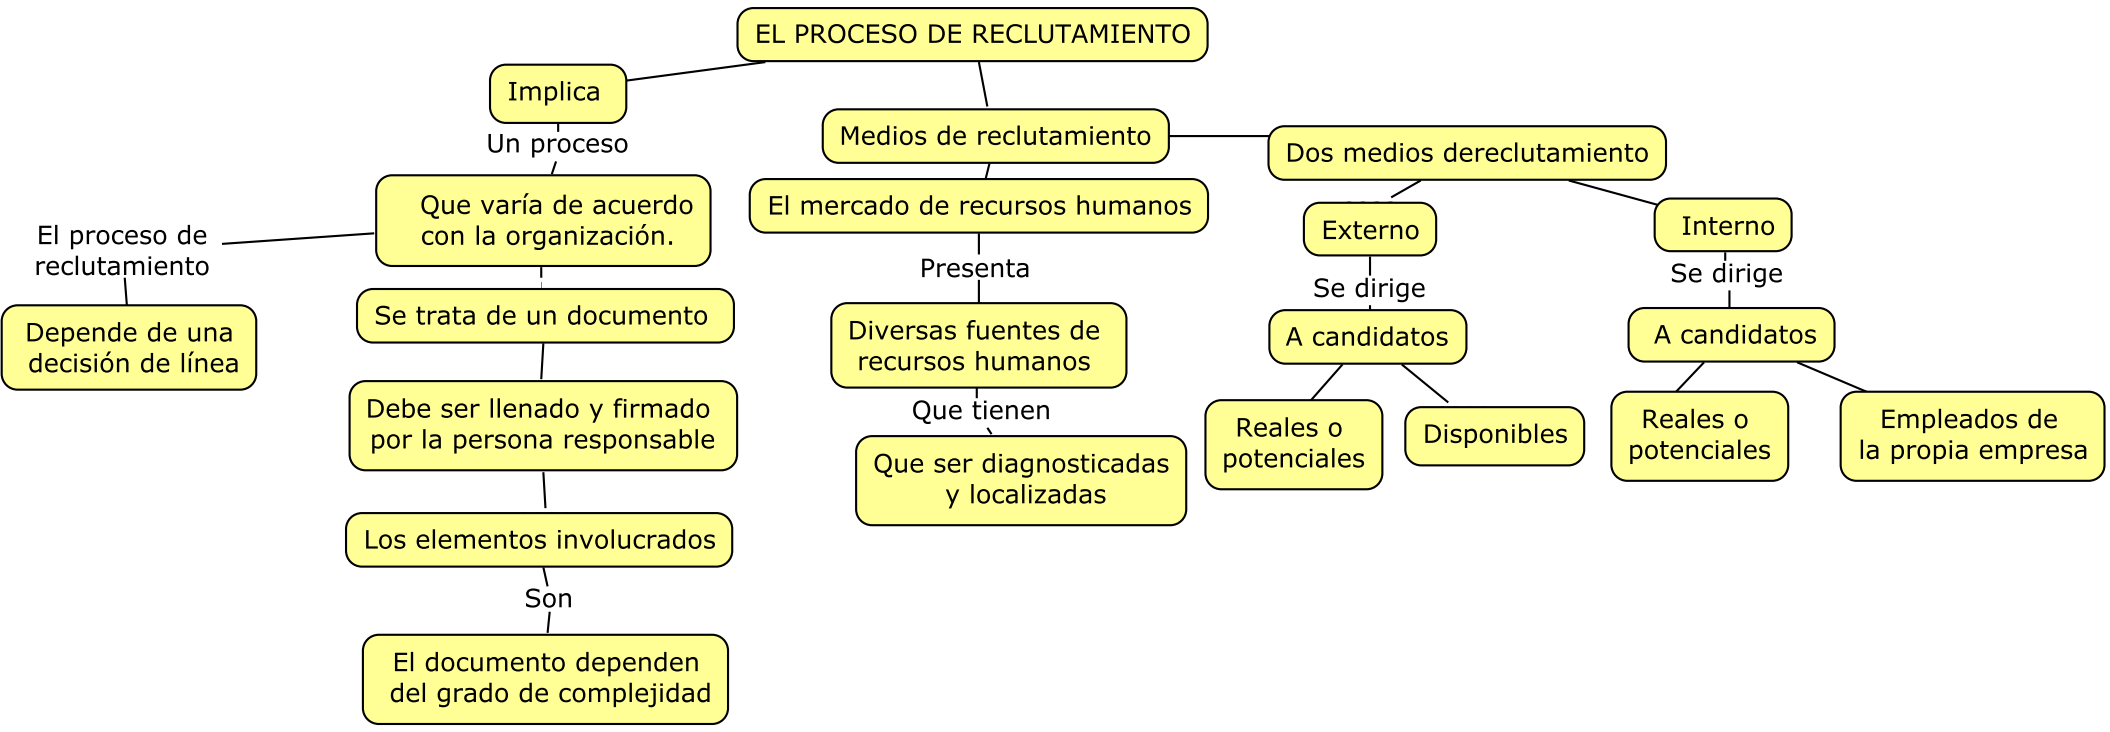 EL PROCESO DE RECLUTAMIENTO
Implica
Un proceso
Que varía de acuerdo
con la organización.
El proceso de
reclutamiento
Depende de una
decisión de línea
Se trata de un documento
Debe ser llenado y firmado
por la persona responsable
Los elementos involucrados
Son
El documento dependen
del grado de complejidad
Medios de reclutamiento
El mercado de recursos humanos
Presenta
Diversas fuentes de
recursos humanos
Que tienen
Que ser diagnosticadas
y localizadas
Dos medios dereclutamiento
Externo
Se dirige
A candidatos
Reales o
potenciales
Disponibles
Interno
Se dirige
A candidatos
Reales o
potenciales
Empleados de
la propia empresa